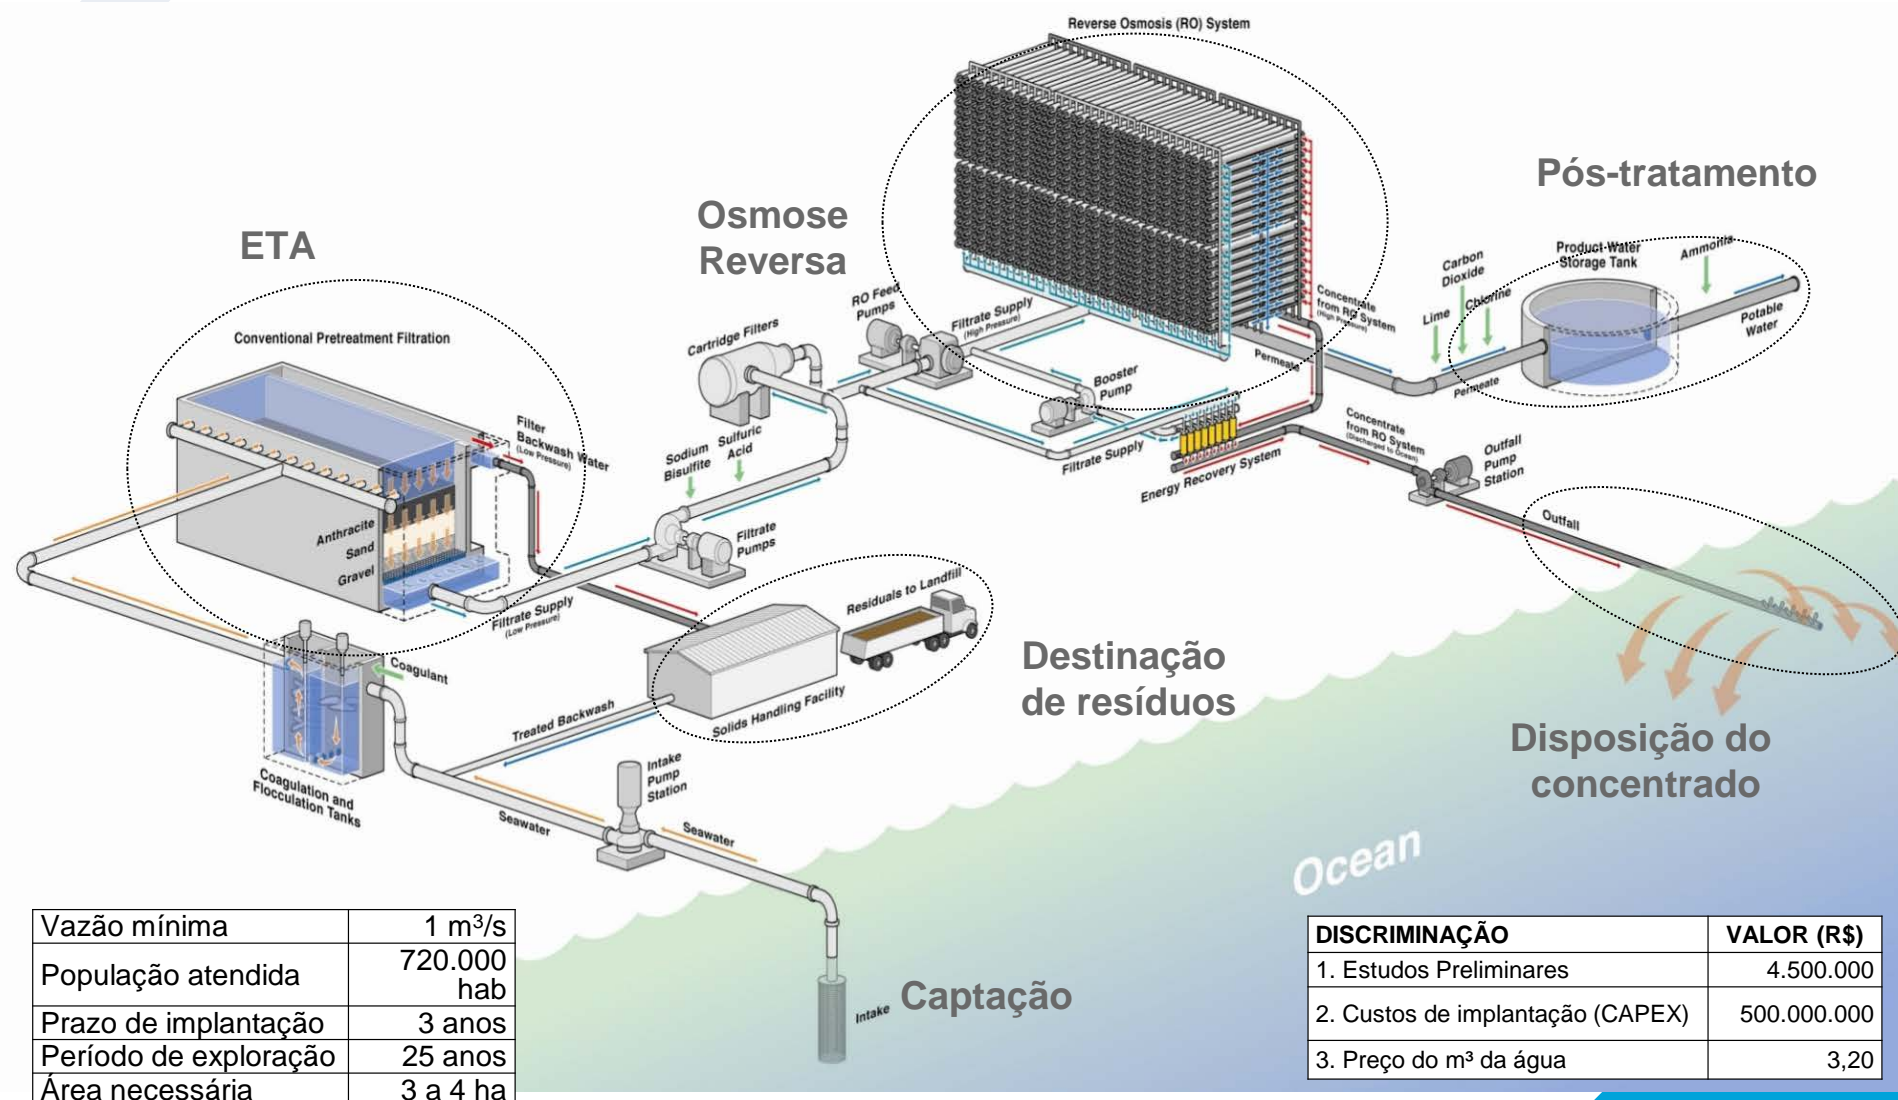 Reverse Osmosis (RO) System
Pós-tratamento
Osmose
Reversa
ETA
Conventional Pretreatment Filtration
Cartridge Filters
RO Feed
Pumps
Filtrate Supply
(High Pressure)
Concentrate
from RO System
(High Pressure)
Carbon
Dioxide
Lime
Chlorine
Product Water
Storage Tank
Ammonia
Potable
Water
Permeate
Permeate
Booster
Pump
Filter
Backwash Water
(Low Pressure)
Sodium
Bisulfite
Sulfuric
Acid
Filtrate Supply
Energy Recovery System
Concentrate
from RO System
(Discharged to Ocean)
Outfall
Pump
Station
Outfall
Anthracite
Sand
Gravel
Filtrate
Pumps
Filtrate Supply
(Low Pressure)
Residuals to Landfill
Solids Handling Facility
Destinação
de resíduos
Coagulant
Treated Backwash
Coagulation and
Flocculation Tanks
Intake
Pump
Station
Seawater
Seawater
Disposição do
concentrado
Ocean
Intake
Captação
Vazão mínima 1 m³/s
População atendida 720.000
hab
Prazo de implantação 3 anos
Período de exploração 25 anos
Área necessária 3 a 4 ha
DISCRIMINAÇÃO VALOR (R$)
1. Estudos Preliminares 4.500.000
2. Custos de implantação (CAPEX) 500.000.000
3. Preço do m³ da água 3,20